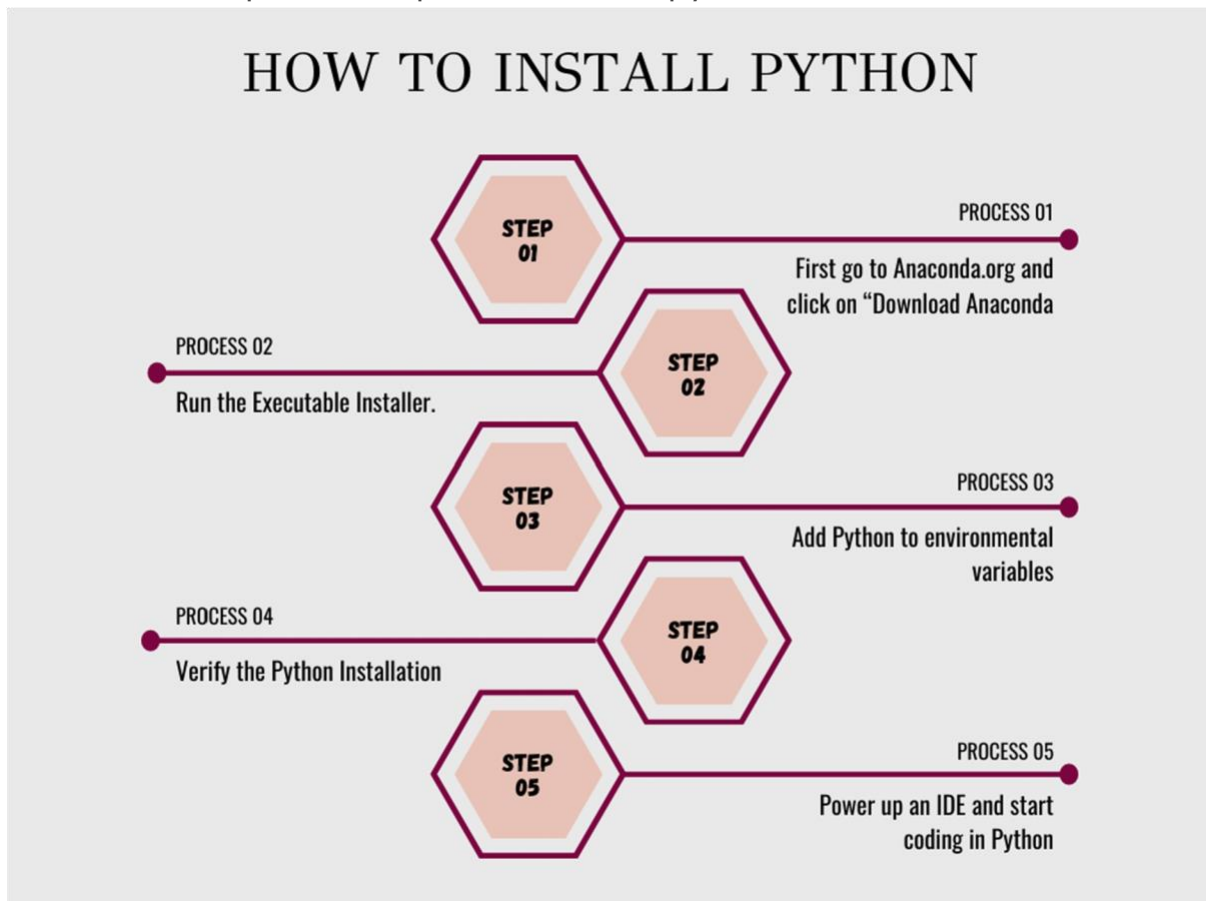 HOW TO INSTALL PYTHON
STEP
01
PROCESS 01
First go to Anaconda.org and
click on “Download Anaconda
STEP
02
PROCESS 02
Run the Executable Installer.
STEP
03
PROCESS 03
Add Python to environmental
variables
STEP
04
PROCESS 04
Verify the Python Installation
STEP
05
PROCESS 05
Power up an IDE and start
coding in Python